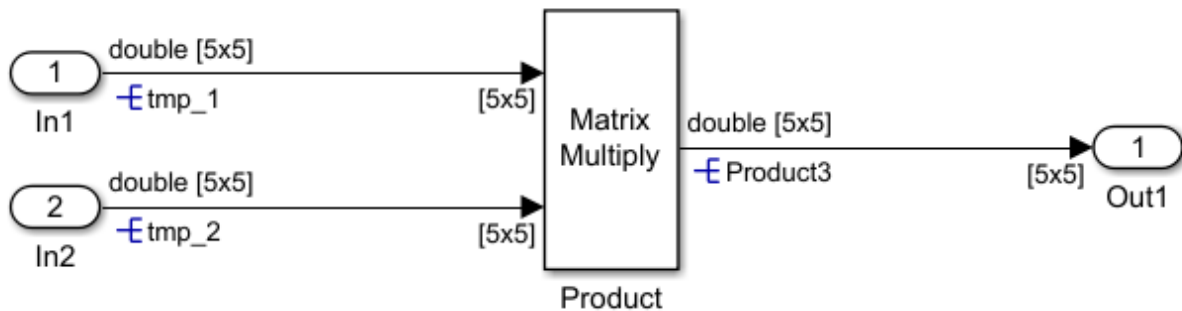 double [5x5]
1
tmp_1
In1
[5x5]
double [5x5]
2
tmp_2
In2
[5x5]
Matrix
Multiply
Product
double [5x5]
Product3
[5x5]
1
Out1